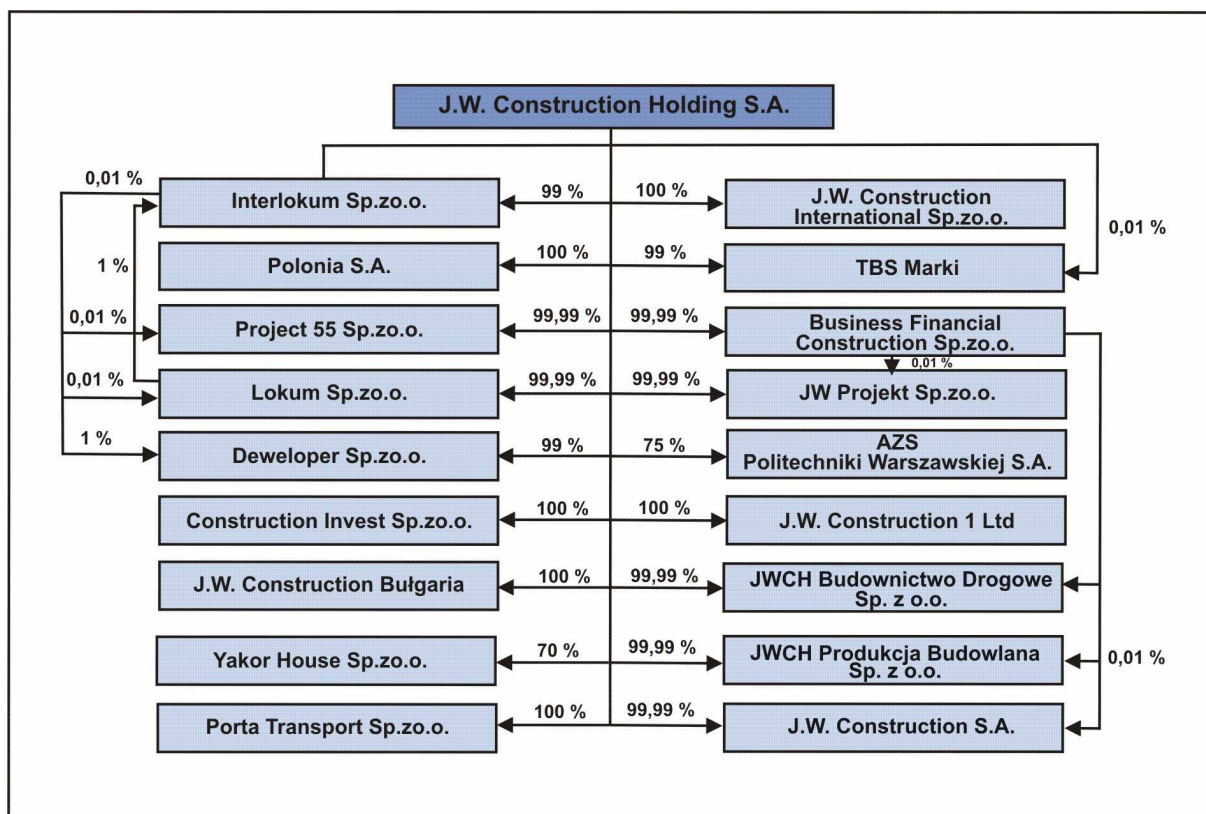 J.W. Construction Holding S.A.
0,01 %
Interlokum Sp.zo.o.
99 %
100 %
J.W. Construction
International Sp.zo.o.
0,01 %
1 %
Polonia S.A.
100 %
99 %
TBS Marki
0,01 %
Project 55 Sp.zo.o.
99,99 %
99,99 %
Business Financial
Construction Sp.zo.o.
0,01 %
0,01 %
Lokum Sp.zo.o.
99,99 %
99,99 %
JW Projekt Sp.zo.o.
1 %
Deweloper Sp.zo.o.
99 %
75 %
AZS
Politechniki Warszawskiej S.A.
Construction Invest Sp.zo.o.
100 %
100 %
J.W. Construction 1 Ltd
J.W. Construction Bułgaria
100 %
99,99 %
JWCH Budownictwo Drogowe
Sp. z o.o.
Yakor House Sp.zo.o.
70 %
99,99 %
JWCH Produkcja Budowlana
Sp. z o.o.
0,01 %
Porta Transport Sp.zo.o.
100 %
99,99 %
J.W. Construction S.A.